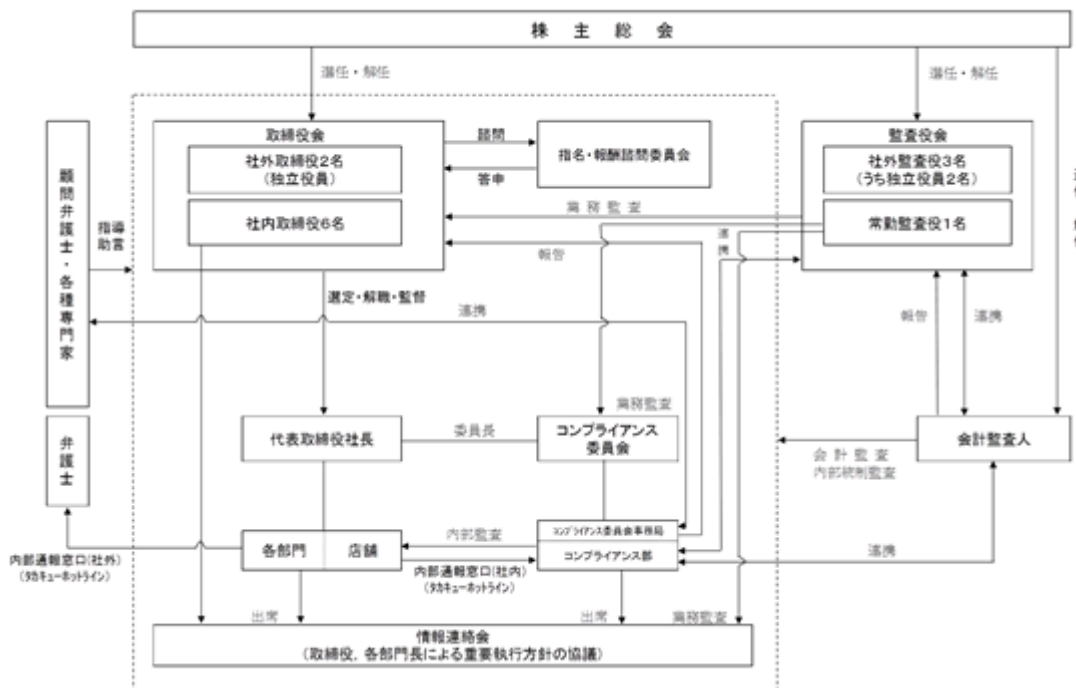 株主総会
選任・解任
選任・解任
取締役会
社外取締役2名
(独立役員)
社内取締役6名
諮問
答申
指名・報酬諮問委員会
監査役会
社外監査役3名
(うち独立役員2名)
常勤監査役1名
顧問弁護士・各種専門家
指導
助言
業務監査
連携
報告
選定・解職・監督
連携
報告
連携
業務監査
代表取締役社長
委員長
コンプライアンス
委員会
会計監査人
会計監査
内部統制監査
弁護士
内部通報窓口(社外)
(タカキューホットライン)
各部門
店舗
内部監査
内部通報窓口(社内)
(タカキューホットライン)
コンプライアンス委員会事務局
コンプライアンス部
連携
出席
出席
業務監査
情報連絡会
(取締役,各部門長による重要執行方針の協議)